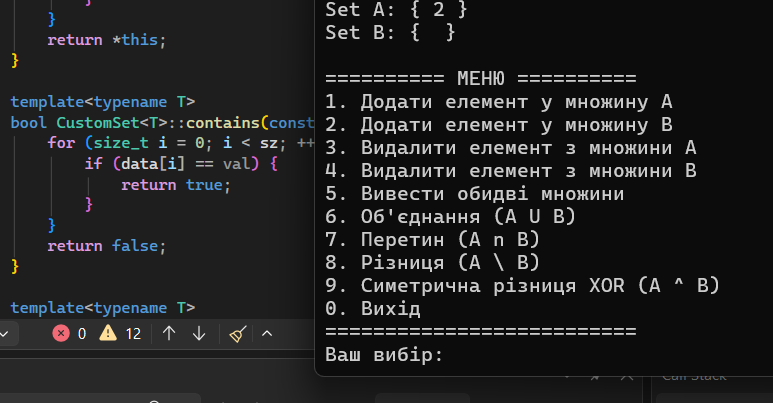 }
}
return *this;
}
template<typename T>
bool CustomSet<T>::contains(const
for (size_t i = 0; i < sz; ++
if (data[i] == val) {
return true;
}
}
return false;
}
template<typename T>
0 12
Set A: { 2 }
Set B: {  }
========== МЕНЮ ==========
1. Додати елемент у множину A
2. Додати елемент у множину B
3. Видалити елемент з множини A
4. Видалити елемент з множини B
5. Вивести обидві множини
6. Об'єднання (A U B)
7. Перетин (A n B)
8. Різниця (A \ B)
9. Симетрична різниця XOR (A ^ B)
0. Вихід
==========================
Ваш вибір:
Call Stack